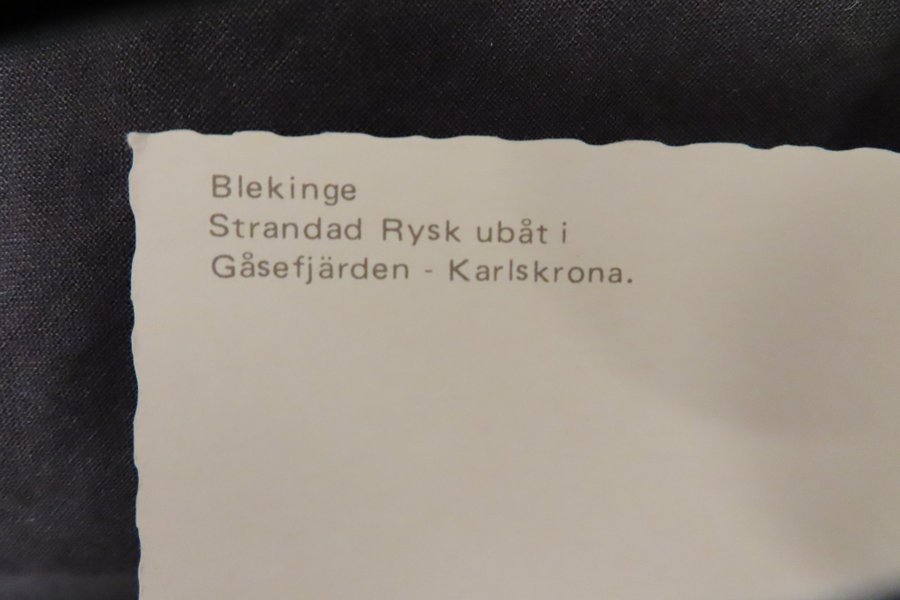 Blekinge
Strandad Rysk ubåt i
Gåsefjärden - Karlskrona.